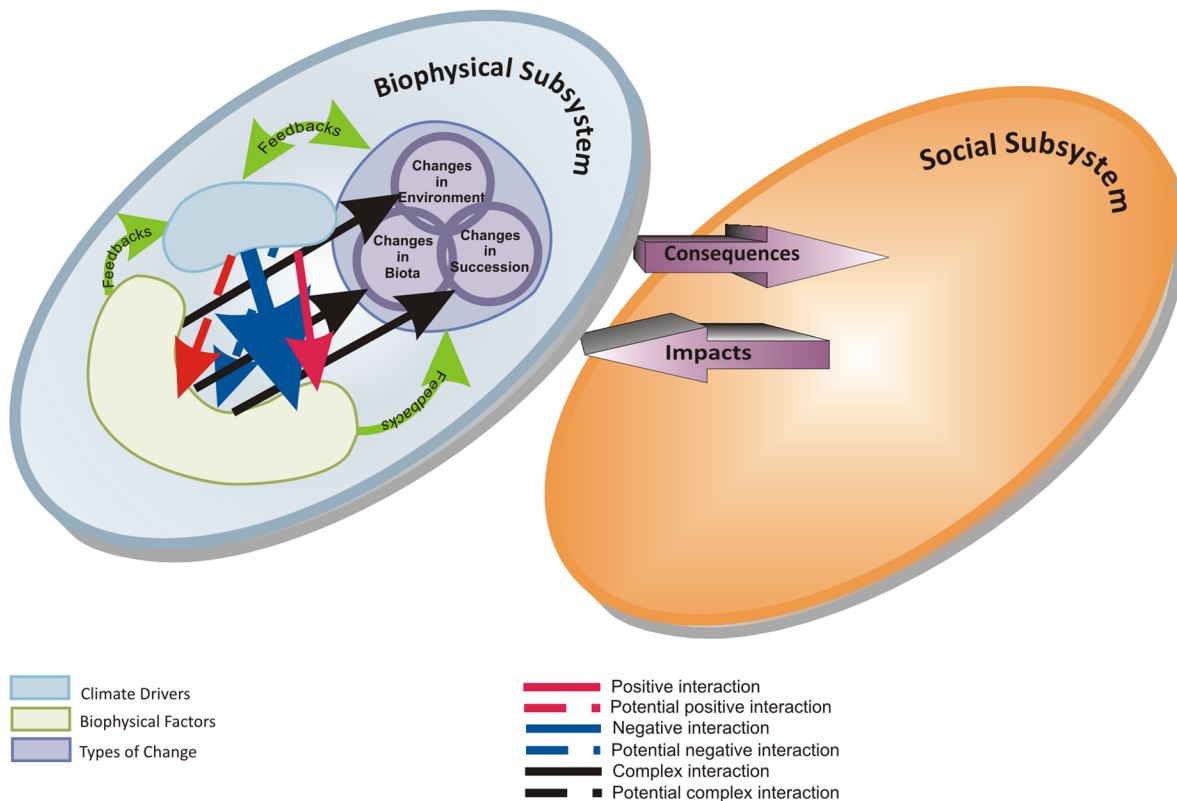 Biophysical Subsystem
Social Subsystem
Feedbacks
Feedbacks
Feedbacks
Changes
in
Environment
Changes
in
Biota
Changes
in
Succession
Consequences
Impacts
Climate Drivers
Biophysical Factors
Types of Change
Positive interaction
Potential positive interaction
Negative interaction
Potential negative interaction
Complex interaction
Potential complex interaction